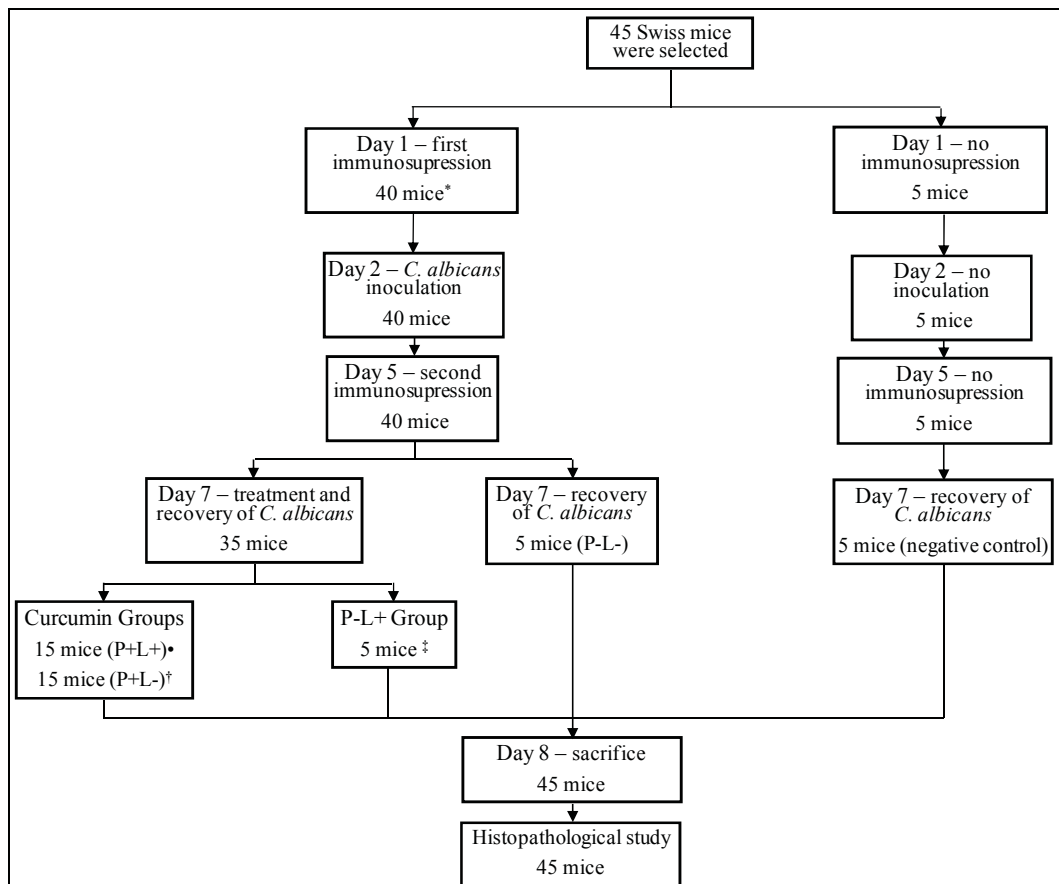 45 Swiss mice
were selected
Day 1 – first
immunosupression
40 mice*
Day 1 – no
immunosupression
5 mice
Day 2 – C. albicans
inoculation
40 mice
Day 2 – no
inoculation
5 mice
Day 5 – second
immunosupression
40 mice
Day 5 – no
immunosupression
5 mice
Day 7 – treatment and
recovery of C. albicans
35 mice
Day 7 – recovery
of C. albicans
5 mice (P-L-)
Day 7 – recovery of
C. albicans
5 mice (negative control)
Curcumin Groups
15 mice (P+L+)•
15 mice (P+L-)†
P-L+ Group
5 mice ‡
Day 8 – sacrifice
45 mice
Histopathological study
45 mice